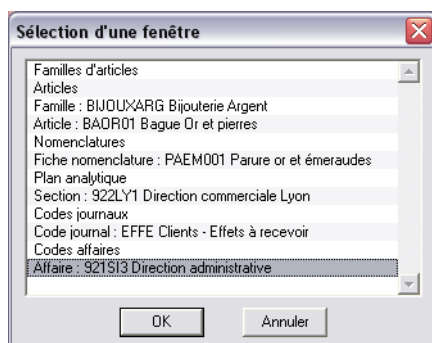 Sélection d'une fenêtre
Familles d'articles
Articles
Famille : BIJOUXARG Bijouterie Argent
Article : BAOR01 Bague Or et pierres
Nomenclatures
Fiche nomenclature : PAEM001 Parure or et émeraudes
Plan analytique
Section : 922LY1 Direction commerciale Lyon
Codes journaux
Code journal : EFFE Clients - Effets à recevoir
Codes affaires
Affaire : 921SI3 Direction administrative
OK
Annuler